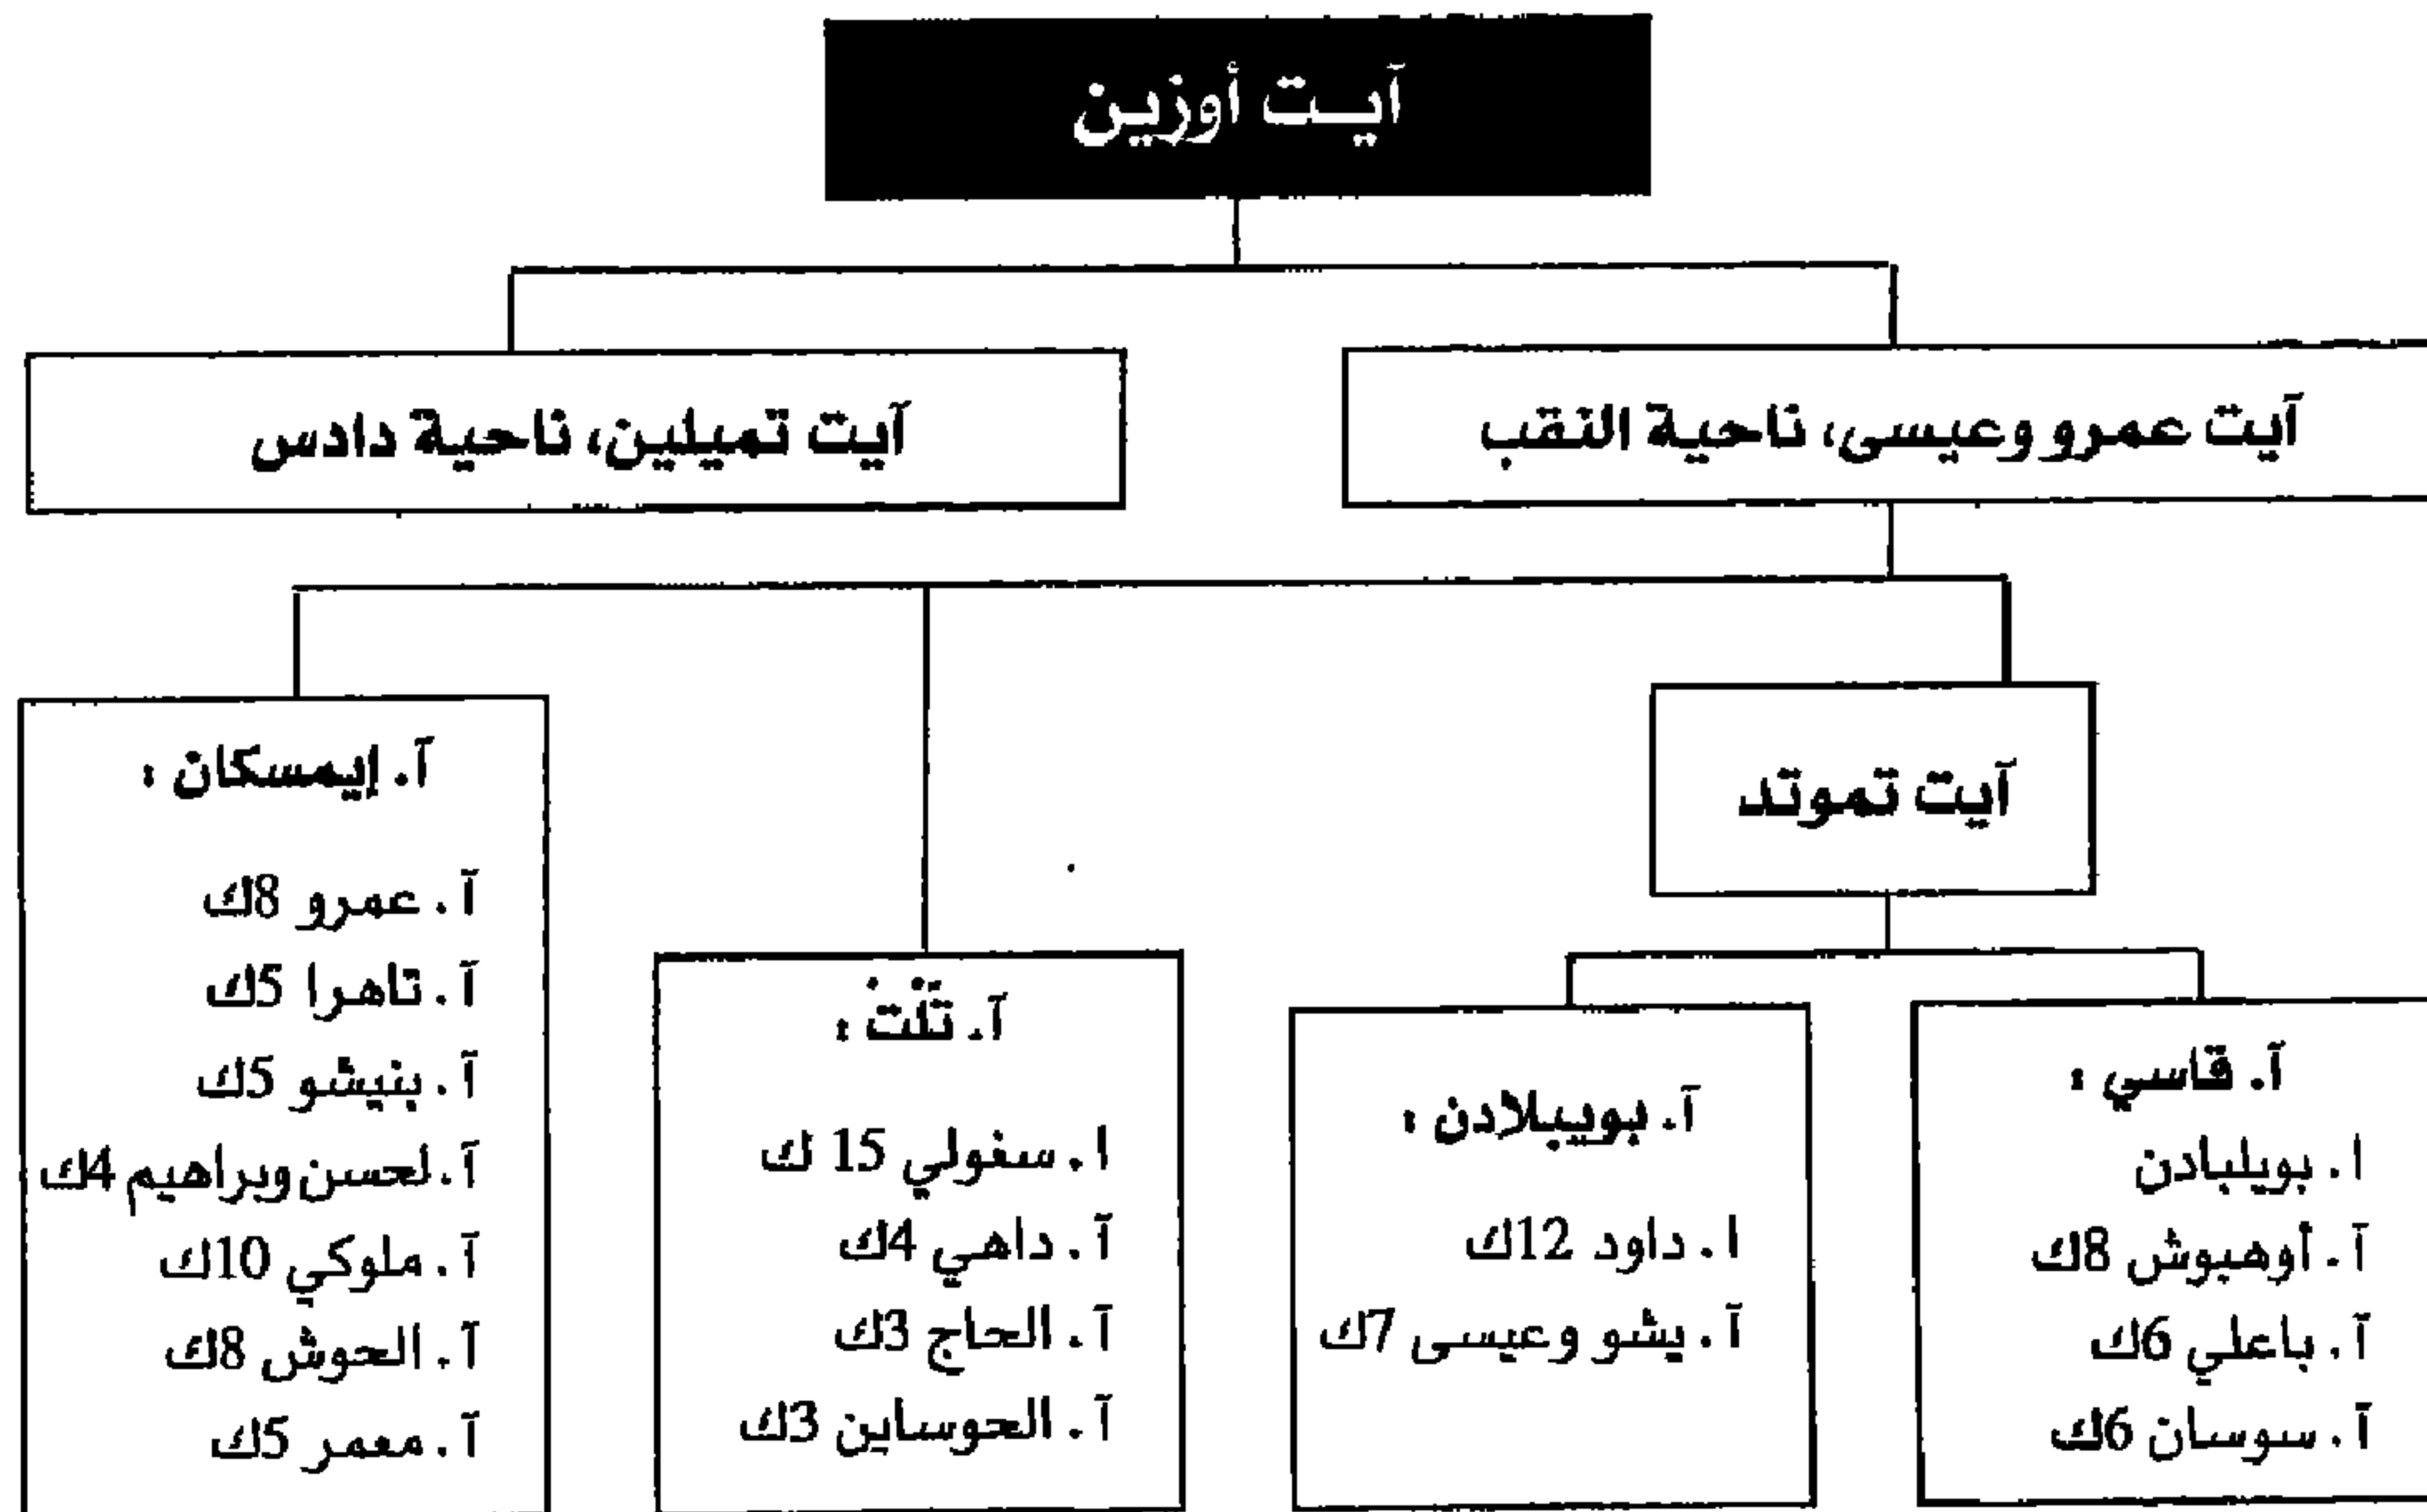 آيت أوزين
آيت عمرو وعيسى، ناحية النقب
آيت تميلين، ناحية دادس
آيت تموتد
آ. قاسي :
ا. بويلبادن
آ. أوهبوش 8ك
آ. باعلي 6ك
آ. سوسان 6ك
آ. بويبلادن :
ا. داود 12ك
آ. يشو وعيسى 7ك
آ. تلت :
ا. سغولي 15 ك
آ. داهي 4ك
آ. الحاج 3ك
آ. الحوساين 3ك
آ. إيمسكان :
آ. عمرو 8ك
آ. تاهرا 5ك
آ. بنيشو 5ك
آ. لحسن وبراهيم 4ك
آ. ملوكي 10ك
آ. الحوش 8ك
آ. معمر 5ك